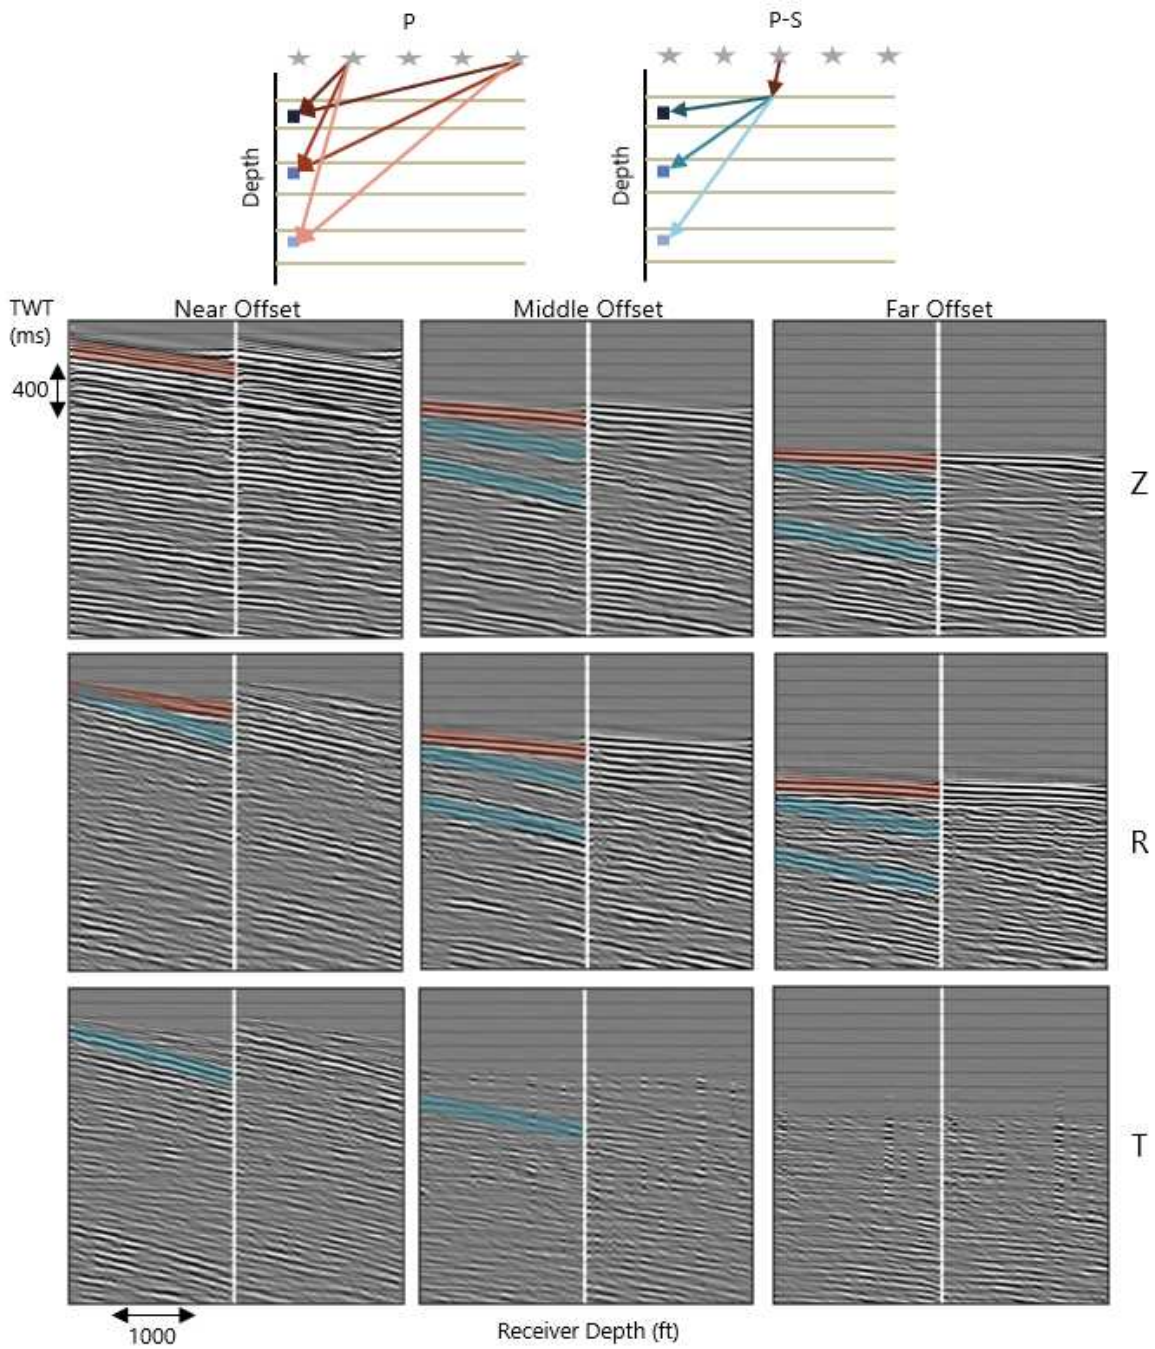 P
P-S
Depth
Depth
TWT
(ms)
Near Offset
Middle Offset
Far Offset
400
Z
R
T
1000
Receiver Depth (ft)